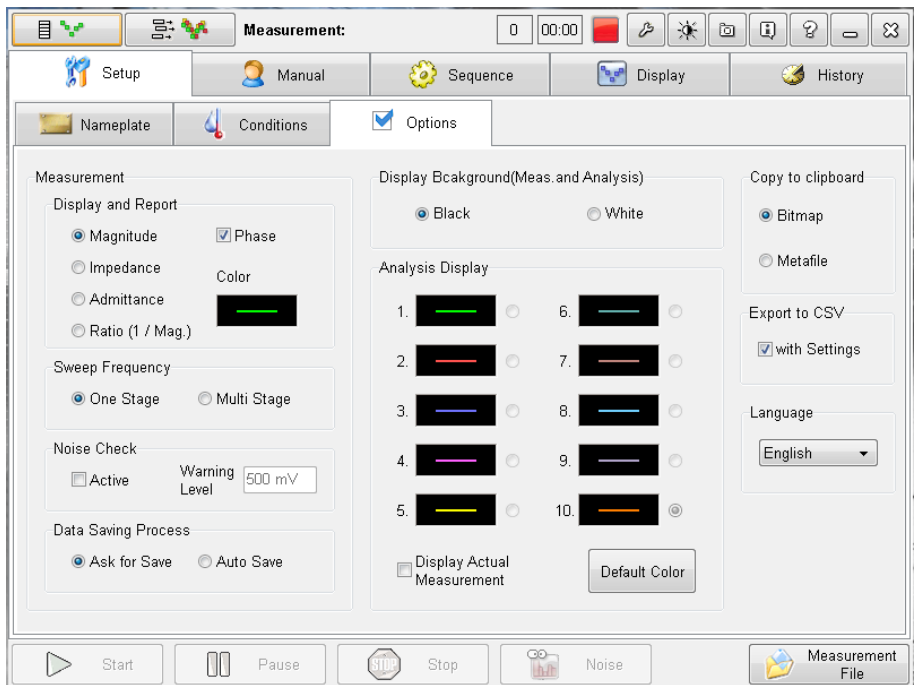 Measurement:
0
00:00
Setup
Manual
Sequence
Display
History
Nameplate
Conditions
Options
Measurement
Display and Report
Magnitude
Phase
Impedance
Color
Admittance
Ratio (1 / Mag.)
Sweep Frequency
One Stage
Multi Stage
Noise Check
Active
Warning
Level
500 mV
Data Saving Process
Ask for Save
Auto Save
Display Bcakground(Meas.and Analysis)
Black
White
Analysis Display
1.
6.
2.
7.
3.
8.
4.
9.
5.
10.
Display Actual
Measurement
Default Color
Copy to clipboard
Bitmap
Metafile
Export to CSV
with Settings
Language
English
Start
Pause
STOP
Stop
Noise
Measurement
File